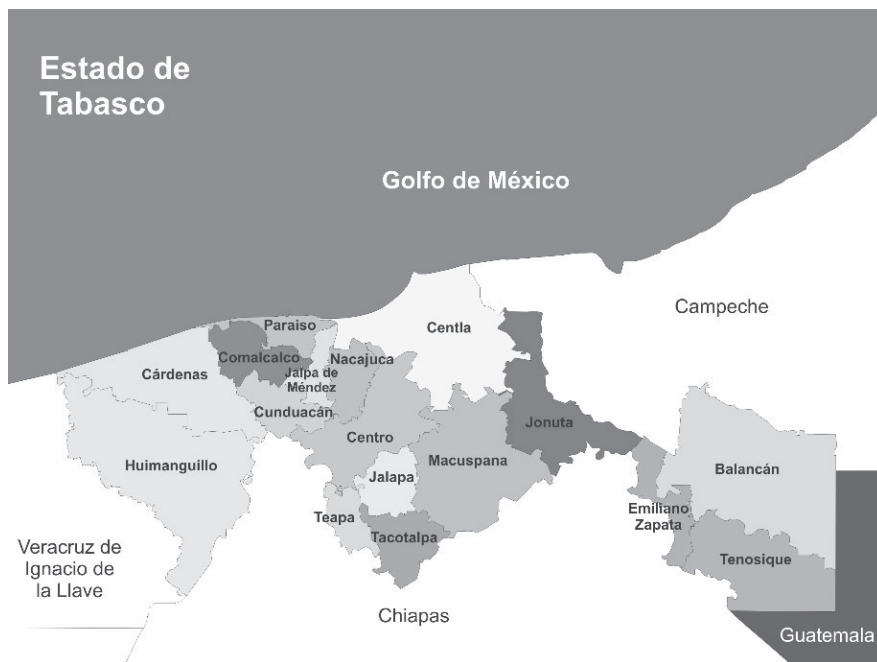 Estado de
Tabasco
Golfo de México
Campeche
Centla
Paraiso
Comalcalco
Nacajuca
Jalpa de
Méndez
Cárdenas
Cunduacán
Centro
Jonuta
Huimanguillo
Macuspana
Jalapa
Balancán
Teapa
Emiliano
Zapata
Tacotalpa
Tenosique
Veracruz de
Ignacio de
la Llave
Chiapas
Guatemala